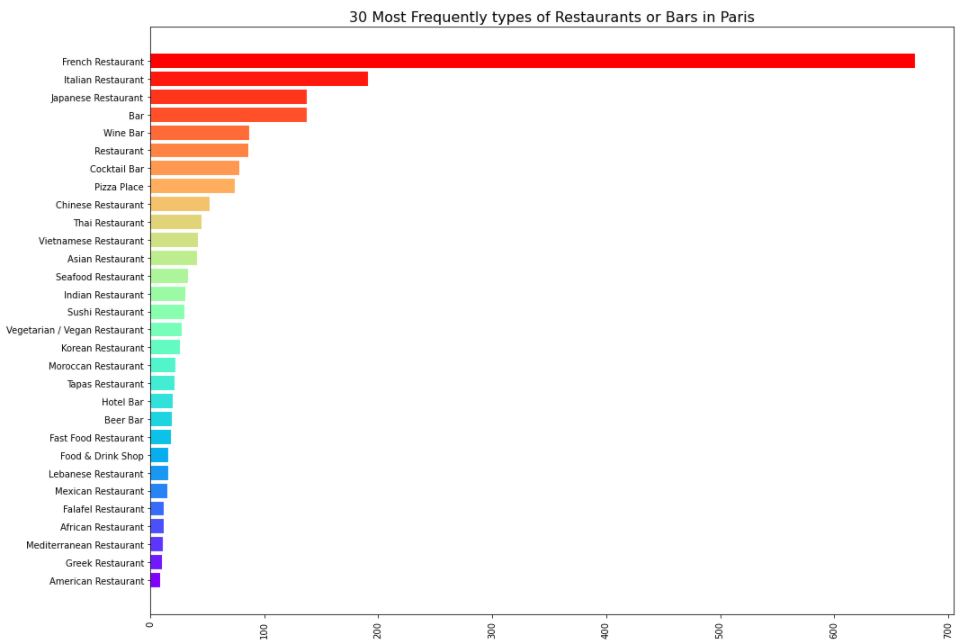 30 Most Frequently types of Restaurants or Bars in Paris
French Restaurant
Italian Restaurant
Japanese Restaurant
Bar
Wine Bar
Restaurant
Cocktail Bar
Pizza Place
Chinese Restaurant
Thai Restaurant
Vietnamese Restaurant
Asian Restaurant
Seafood Restaurant
Indian Restaurant
Sushi Restaurant
Vegetarian / Vegan Restaurant
Korean Restaurant
Moroccan Restaurant
Tapas Restaurant
Hotel Bar
Beer Bar
Fast Food Restaurant
Food & Drink Shop
Lebanese Restaurant
Mexican Restaurant
Falafel Restaurant
African Restaurant
Mediterranean Restaurant
Greek Restaurant
American Restaurant
0
100
200
300
400
500
600
700